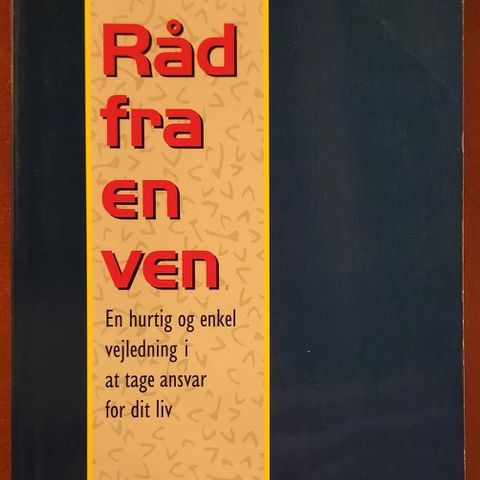 Råd
fra
en
ven
En hurtig og enkel
vejledning i
at tage ansvar
for dit liv